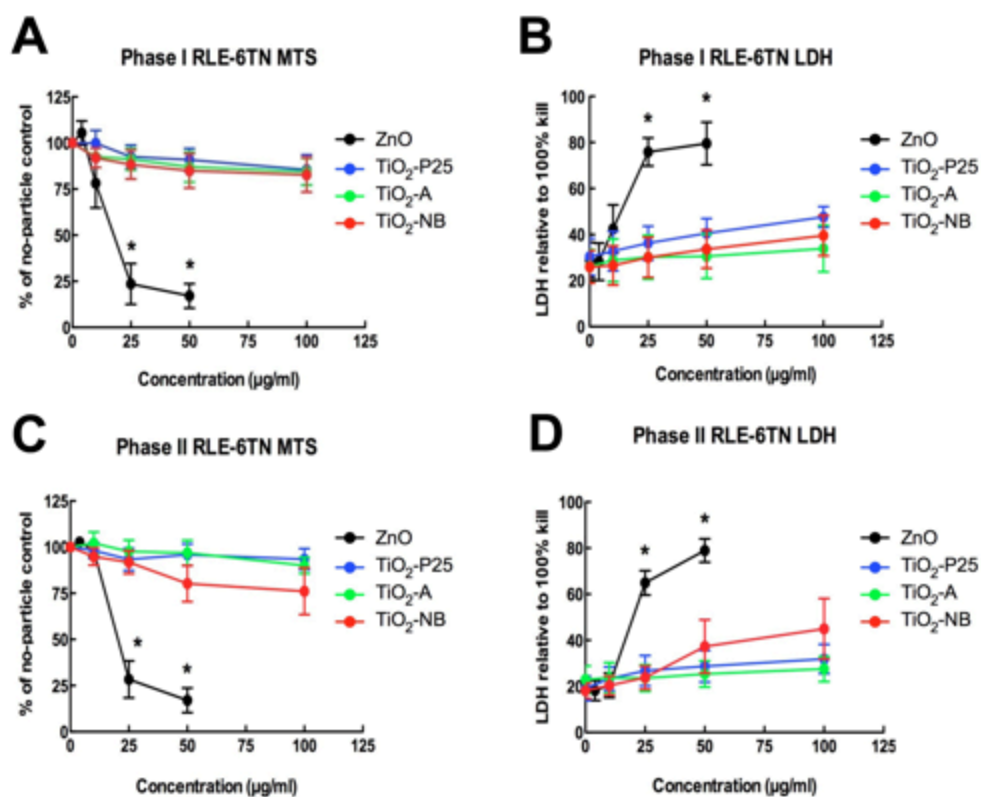 A
Phase I RLE-6TN MTS
% of no-particle control
125
100
75
50
25
0
*
*
0 25 50 75 100 125
Concentration (µg/ml)
ZnO
TiO₂-P25
TiO₂-A
TiO₂-NB
B
Phase I RLE-6TN LDH
LDH relative to 100% kill
100
80
60
40
20
0
*
*
0 25 50 75 100 125
Concentration (µg/ml)
ZnO
TiO₂-P25
TiO₂-A
TiO₂-NB
C
Phase II RLE-6TN MTS
% of no-particle control
125
100
75
50
25
0
*
*
0 25 50 75 100 125
Concentration (µg/ml)
ZnO
TiO₂-P25
TiO₂-A
TiO₂-NB
D
Phase II RLE-6TN LDH
LDH relative to 100% kill
100
80
60
40
20
0
*
*
0 25 50 75 100 125
Concentration (µg/ml)
ZnO
TiO₂-P25
TiO₂-A
TiO₂-NB